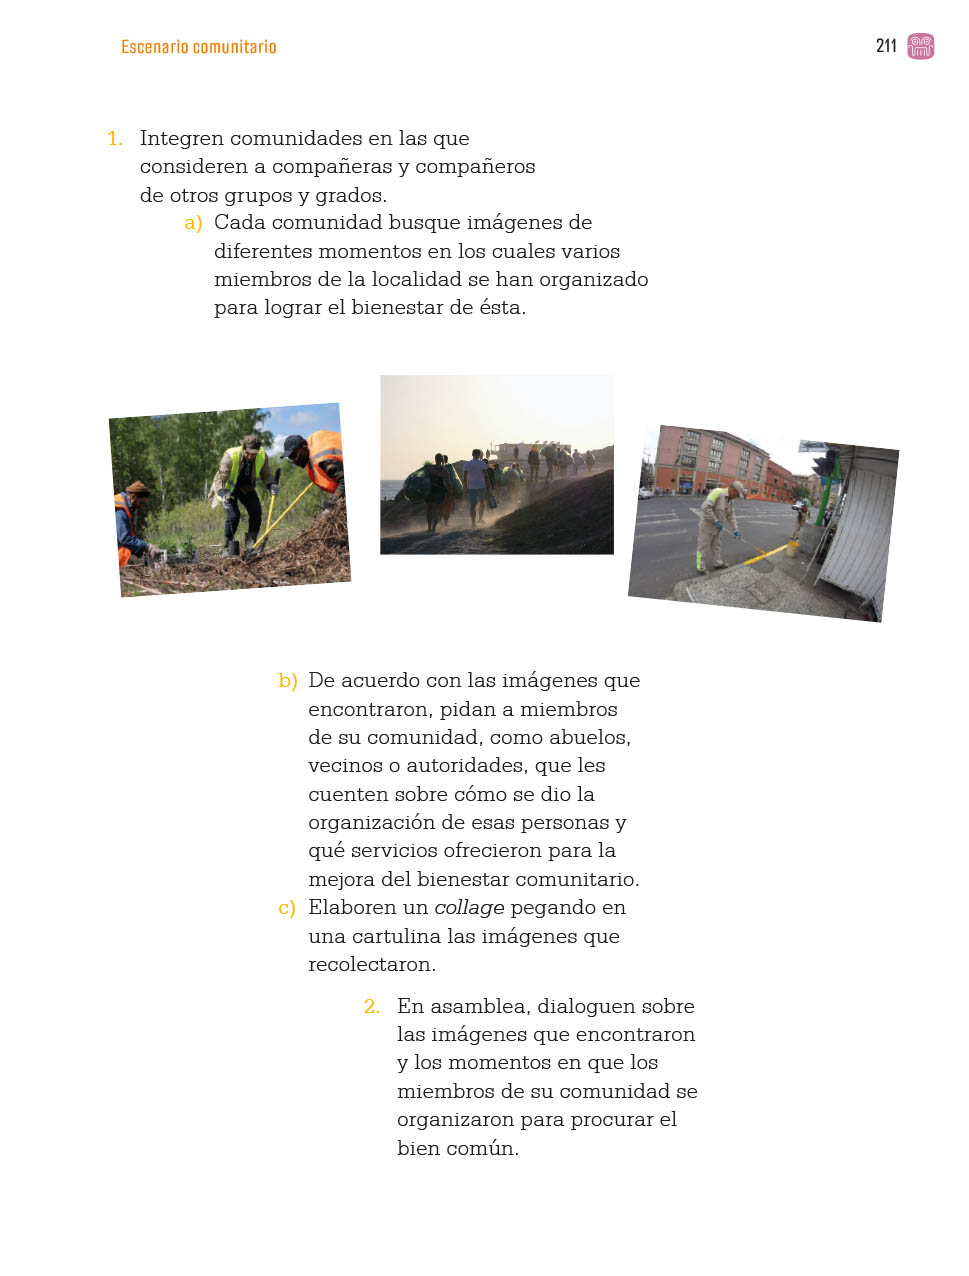 Escenario comunitario
211
1. Integren comunidades en las que
consideren a compañeras y compañeros
de otros grupos y grados.
a) Cada comunidad busque imágenes de
diferentes momentos en los cuales varios
miembros de la localidad se han organizado
para lograr el bienestar de ésta.
b) De acuerdo con las imágenes que
encontraron, pidan a miembros
de su comunidad, como abuelos,
vecinos o autoridades, que les
cuenten sobre cómo se dio la
organización de esas personas y
qué servicios ofrecieron para la
mejora del bienestar comunitario.
c) Elaboren un collage pegando en
una cartulina las imágenes que
recolectaron.
2. En asamblea, dialoguen sobre
las imágenes que encontraron
y los momentos en que los
miembros de su comunidad se
organizaron para procurar el
bien común.